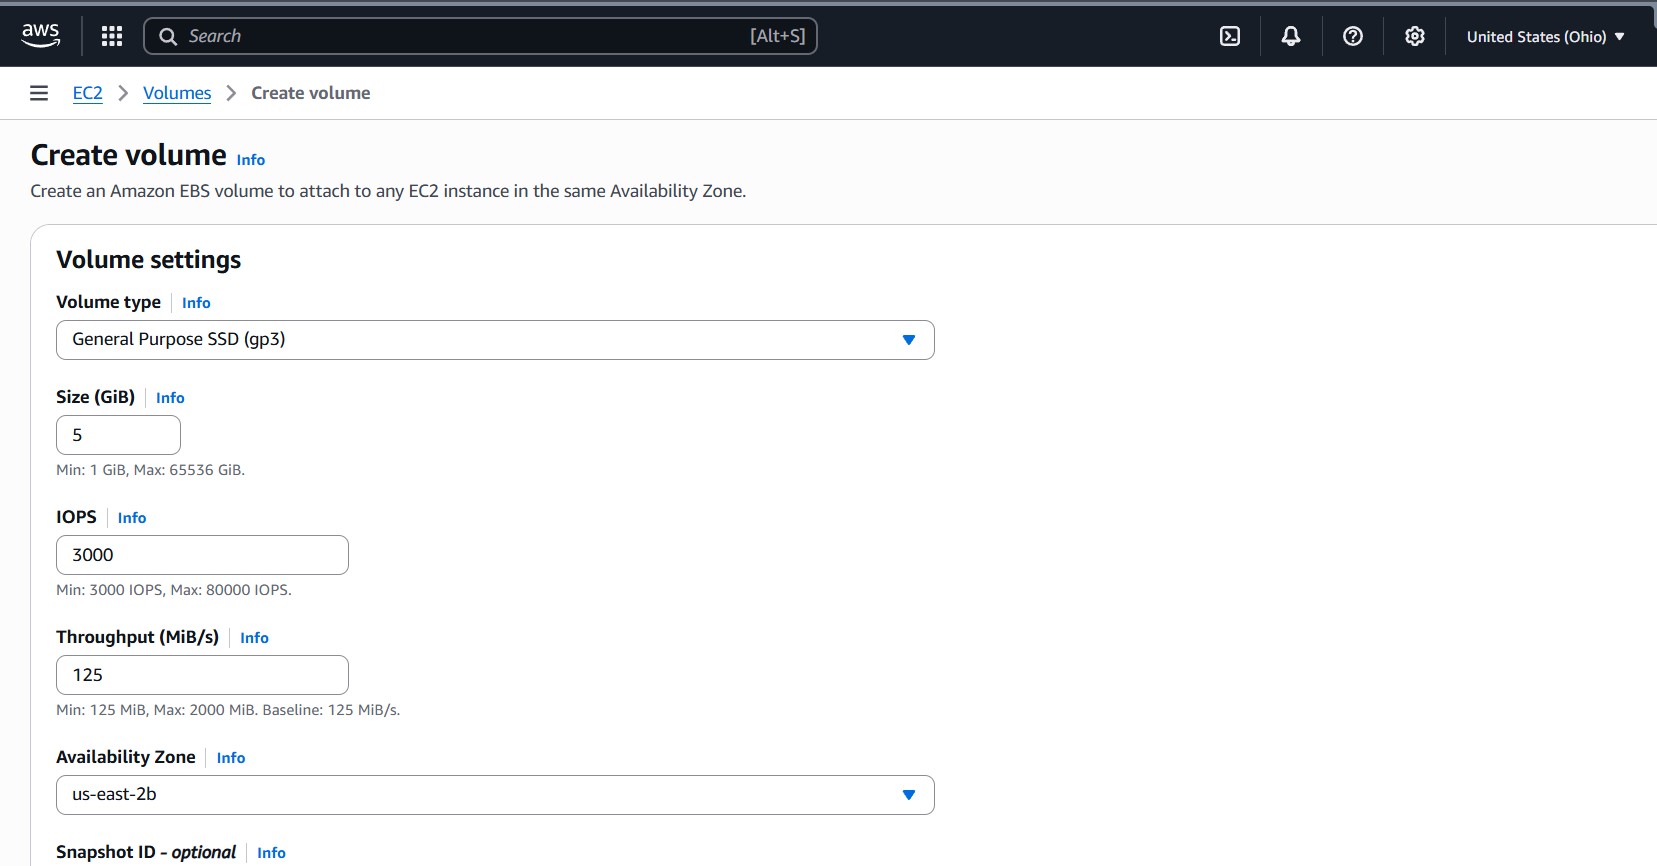 aws
Search [Alt+S]
United States (Ohio)
EC2 > Volumes > Create volume
Create volume Info
Create an Amazon EBS volume to attach to any EC2 instance in the same Availability Zone.
Volume settings
Volume type Info
General Purpose SSD (gp3)
Size (GiB) Info
5
Min: 1 GiB, Max: 65536 GiB.
IOPS Info
3000
Min: 3000 IOPS, Max: 80000 IOPS.
Throughput (MiB/s) Info
125
Min: 125 MiB, Max: 2000 MiB. Baseline: 125 MiB/s.
Availability Zone Info
us-east-2b
Snapshot ID - optional Info